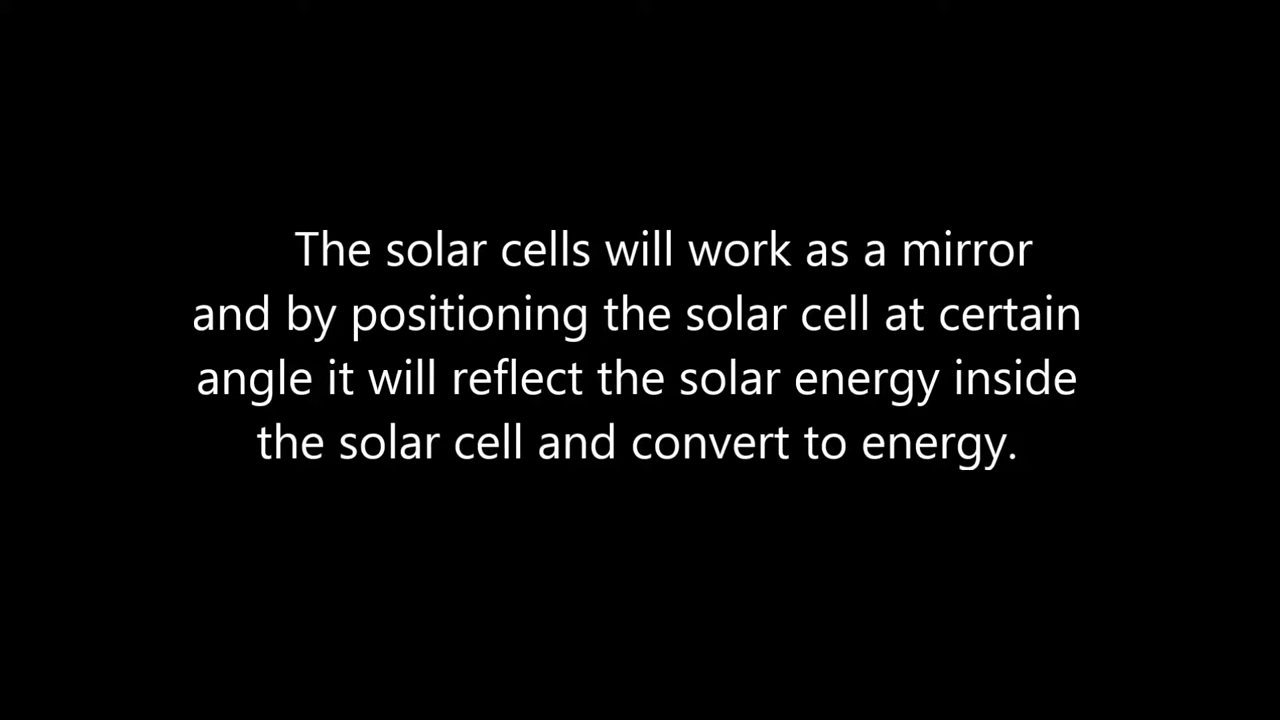 The solar cells will work as a mirror
and by positioning the solar cell at certain
angle it will reflect the solar energy inside
the solar cell and convert to energy.